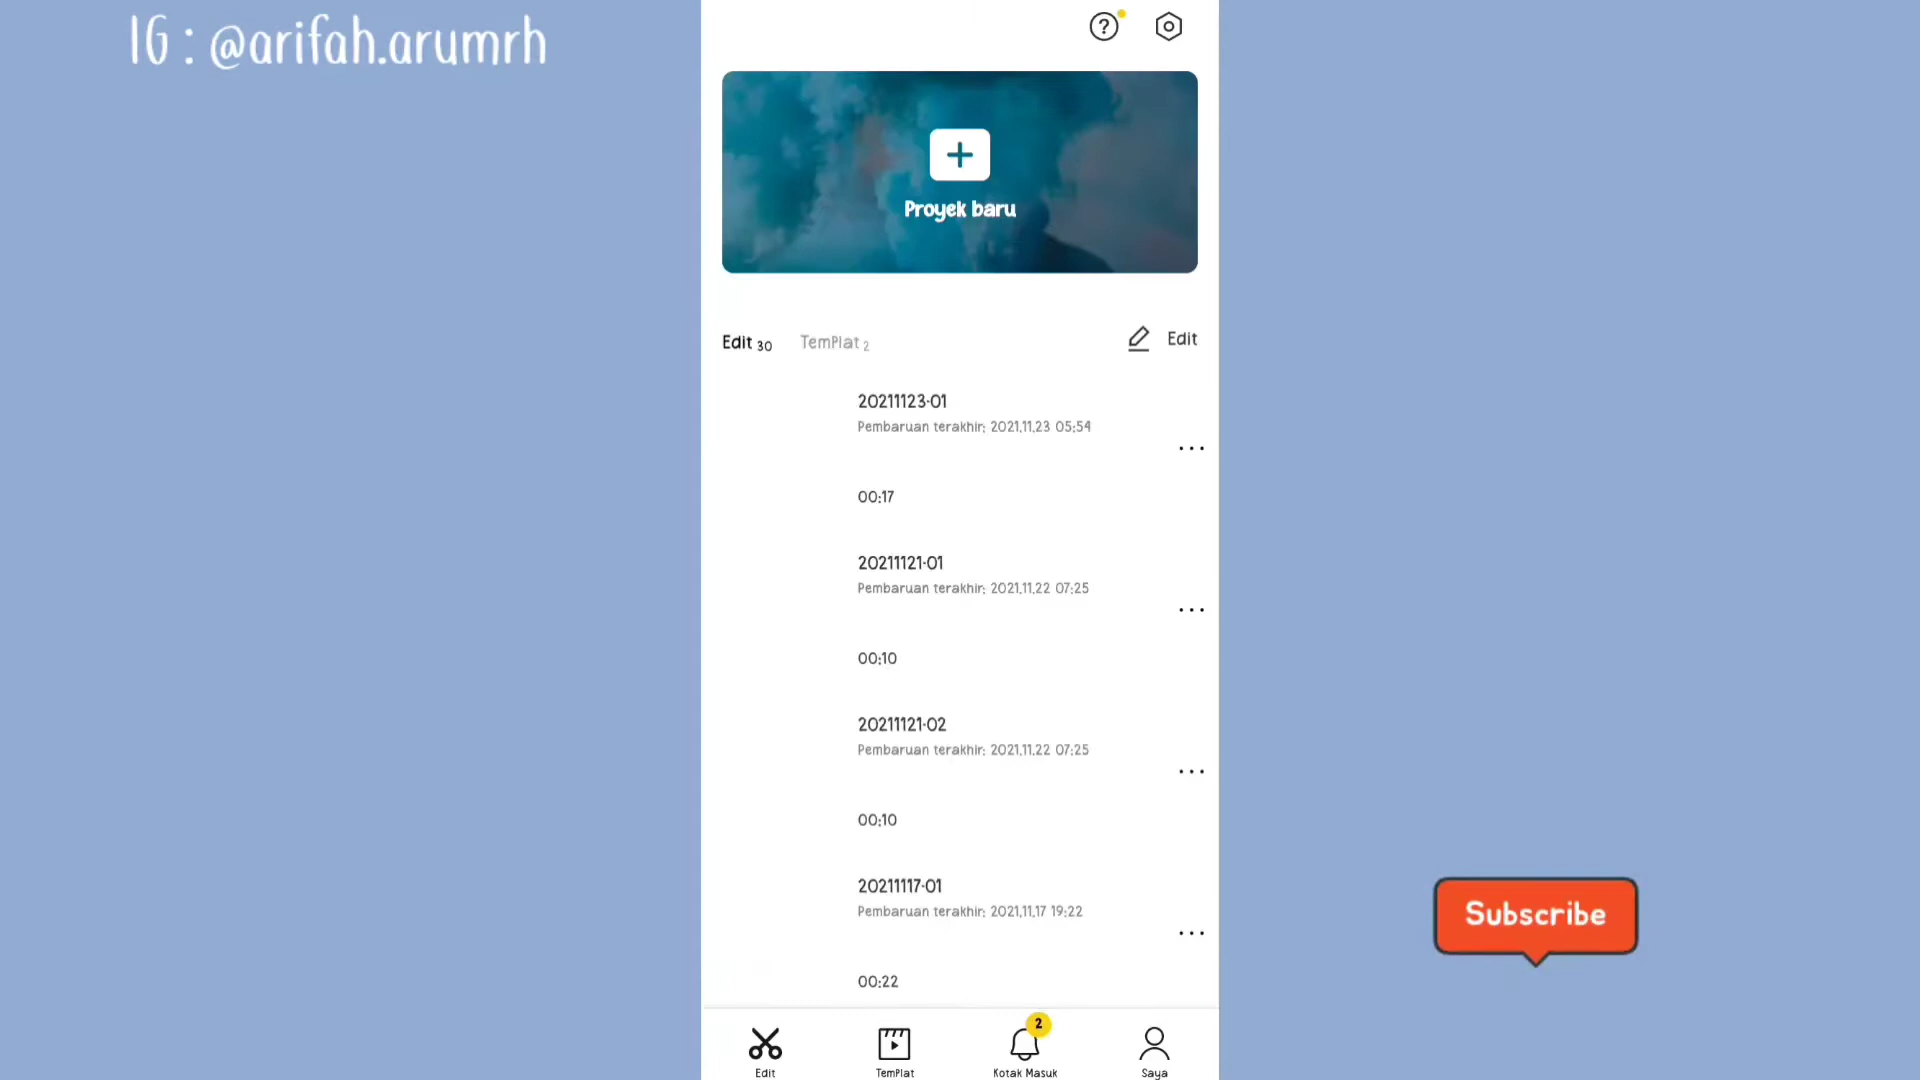 IG : @arifah.arumrh
Proyek baru
Edit 30 TemPlat 2 Edit
20211123-01
Pembaruan terakhir: 2021.11.23 05:54
00:17
20211121-01
Pembaruan terakhir: 2021.11.22 07:25
00:10
20211121-02
Pembaruan terakhir: 2021.11.22 07:25
00:10
20211117-01
Pembaruan terakhir: 2021.11.17 19:22
00:22
Subscribe
2
Edit TemPlat Kotak Masuk Saya